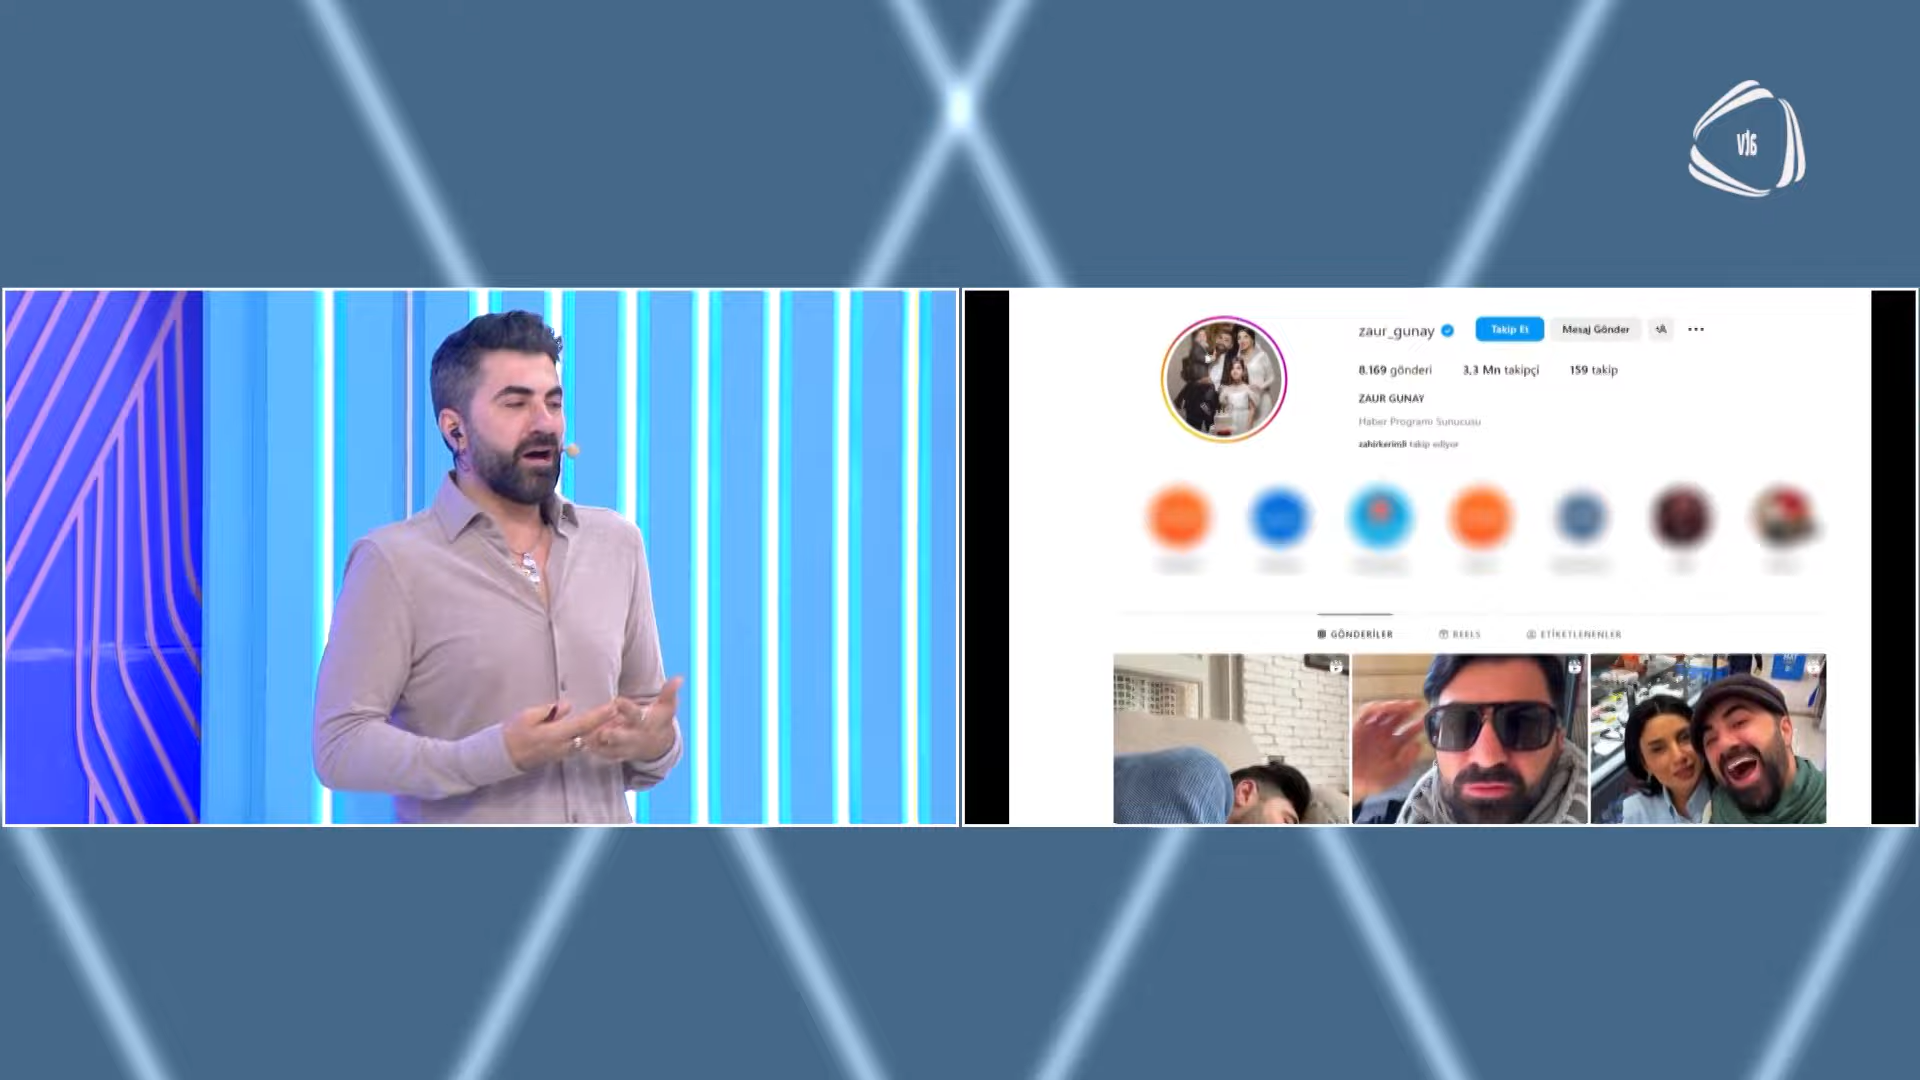 zaur_gunay
Takip Et
Mesaj Gönder
8.169 gönderi 3,3 Mn takipçi 159 takip
ZAUR GUNAY
Haber Programı Sunucusu
zahirkerimli takip ediyor
GÖNDERİLER
REELS
ETİKETLENENLER